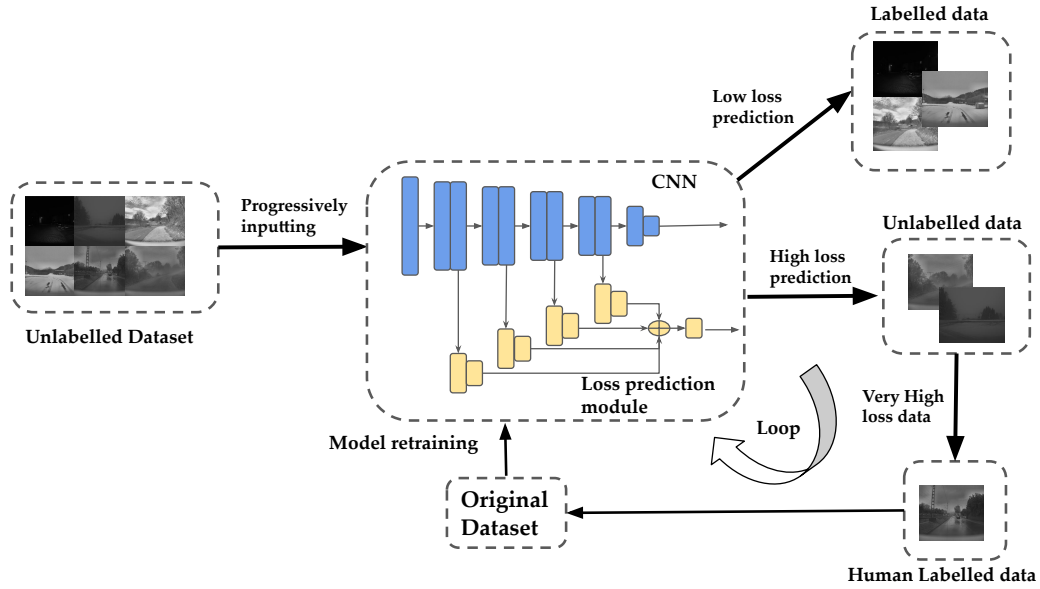 Labelled data
Low loss
prediction
CNN
Progressively
inputting
Unlabelled Dataset
Unlabelled data
High loss
prediction
Loss prediction
module
Very High
loss data
Loop
Model retraining
Original
Dataset
Human Labelled data